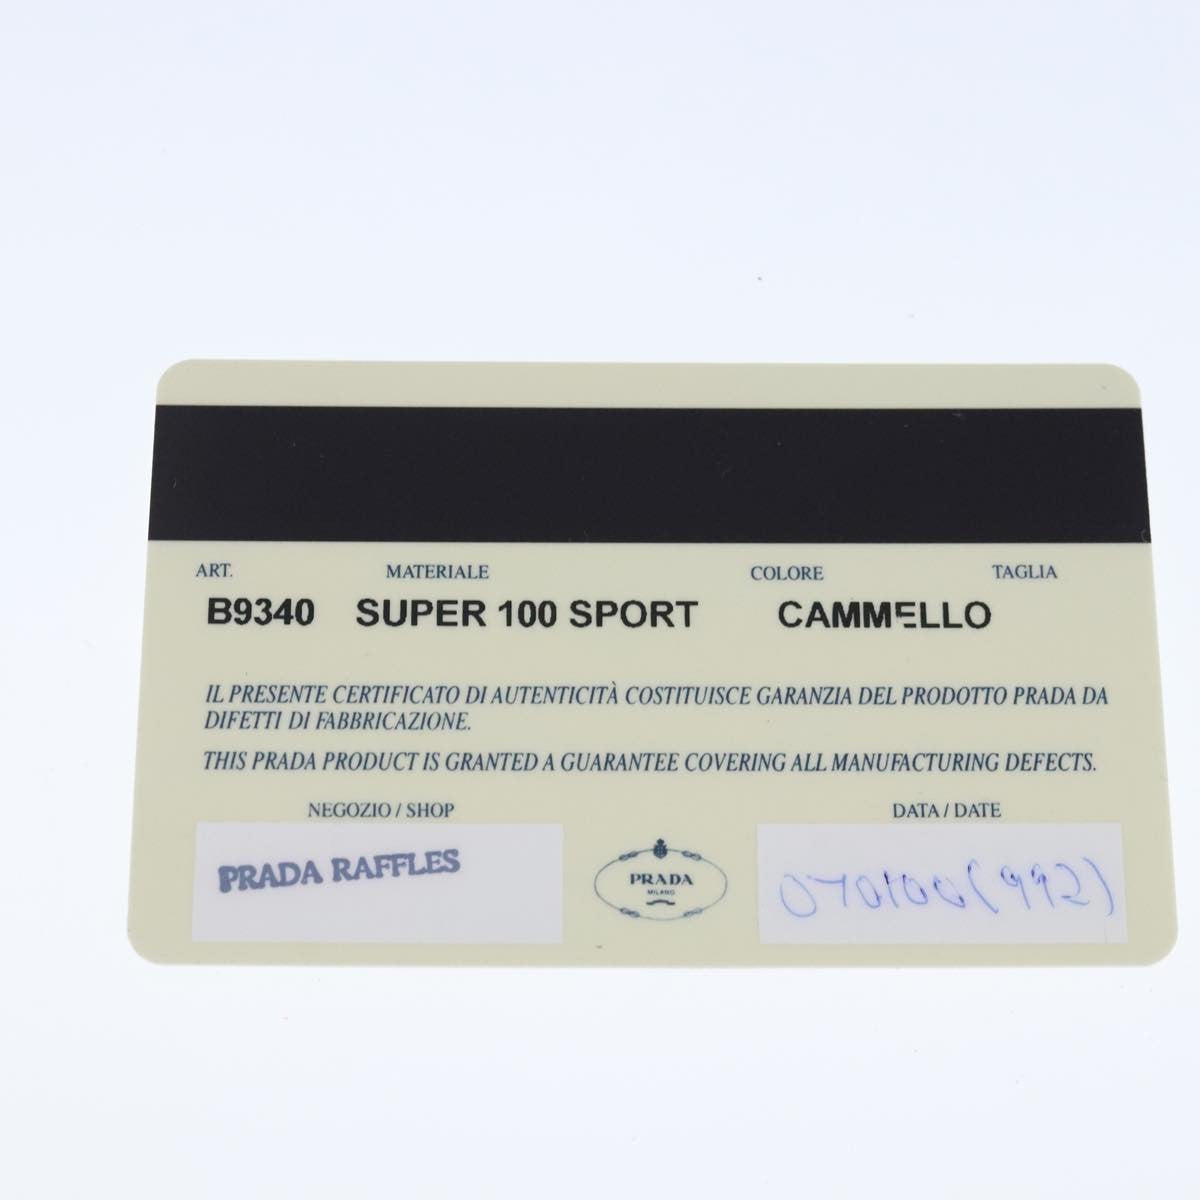 ART. MATERIALE COLORE TAGLIA
B9340 SUPER 100 SPORT CAMMELLO
IL PRESENTE CERTIFICATO DI AUTENTICITÀ COSTITUISCE GARANZIA DEL PRODOTTO PRADA DA
DIFETTI DI FABBRICAZIONE.
THIS PRADA PRODUCT IS GRANTED A GUARANTEE COVERING ALL MANUFACTURING DEFECTS.
NEGOZIO / SHOP DATA / DATE
PRADA RAFFLES
PRADA
MILANO
070100(992)